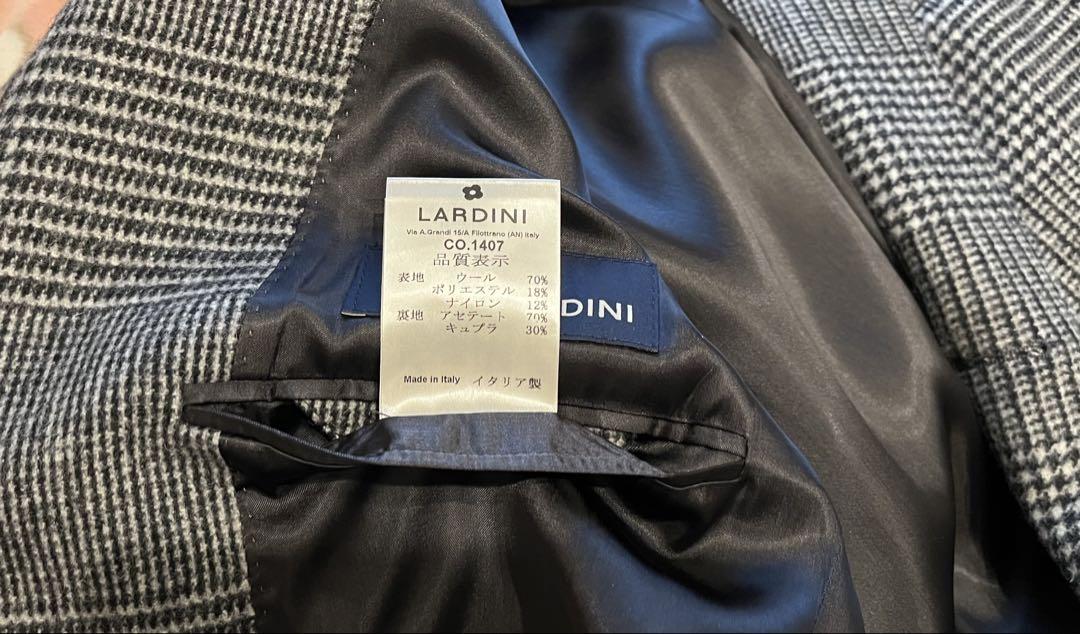 LARDINI
Via A.Grandi 15/A Filottrano (AN) Italy
CO.1407
品質表示
表地 ウール 70%
ポリエステル 18%
ナイロン 12%
裏地 アセテート 70%
キュプラ 30%
Made in Italy イタリア製
DINI